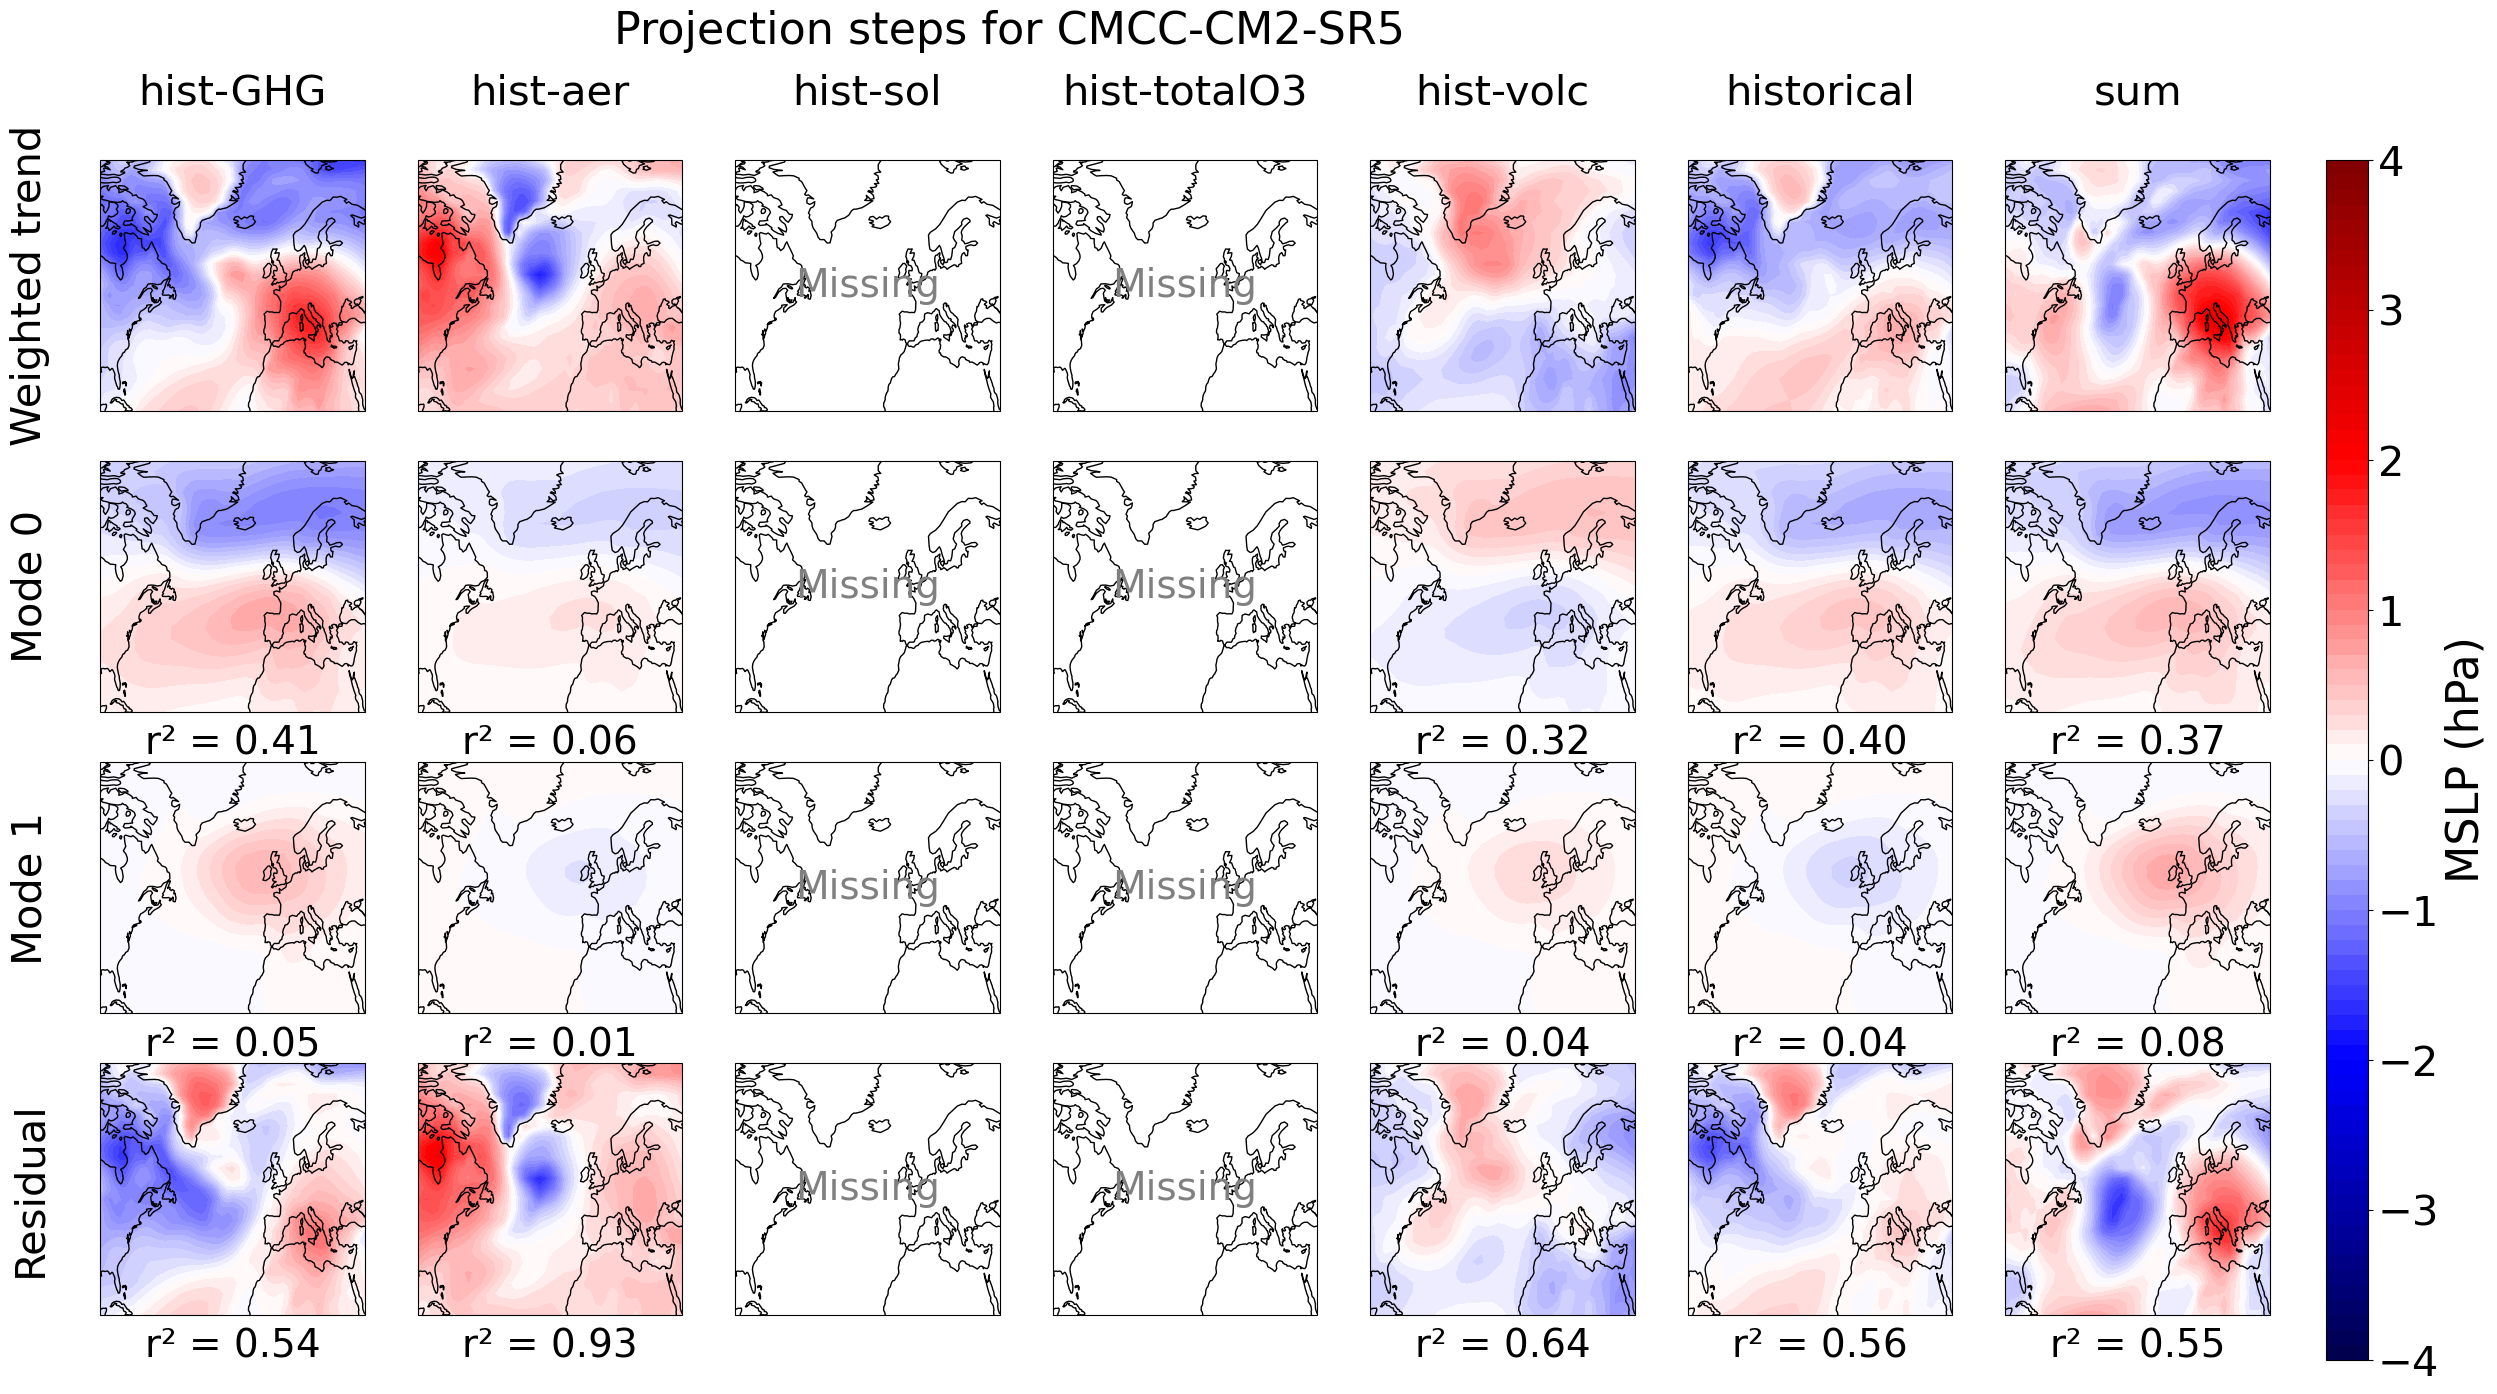 Projection steps for CMCC-CM2-SR5
hist-GHG hist-aer hist-sol hist-totalO3 hist-volc historical sum
Weighted trend
Missing Missing
Mode 0
Missing Missing
r² = 0.41 r² = 0.06 r² = 0.32 r² = 0.40 r² = 0.37
Mode 1
Missing Missing
r² = 0.05 r² = 0.01 r² = 0.04 r² = 0.04 r² = 0.08
Residual
Missing Missing
r² = 0.54 r² = 0.93 r² = 0.64 r² = 0.56 r² = 0.55
4
3
2
1
0
−1
−2
−3
−4
MSLP (hPa)